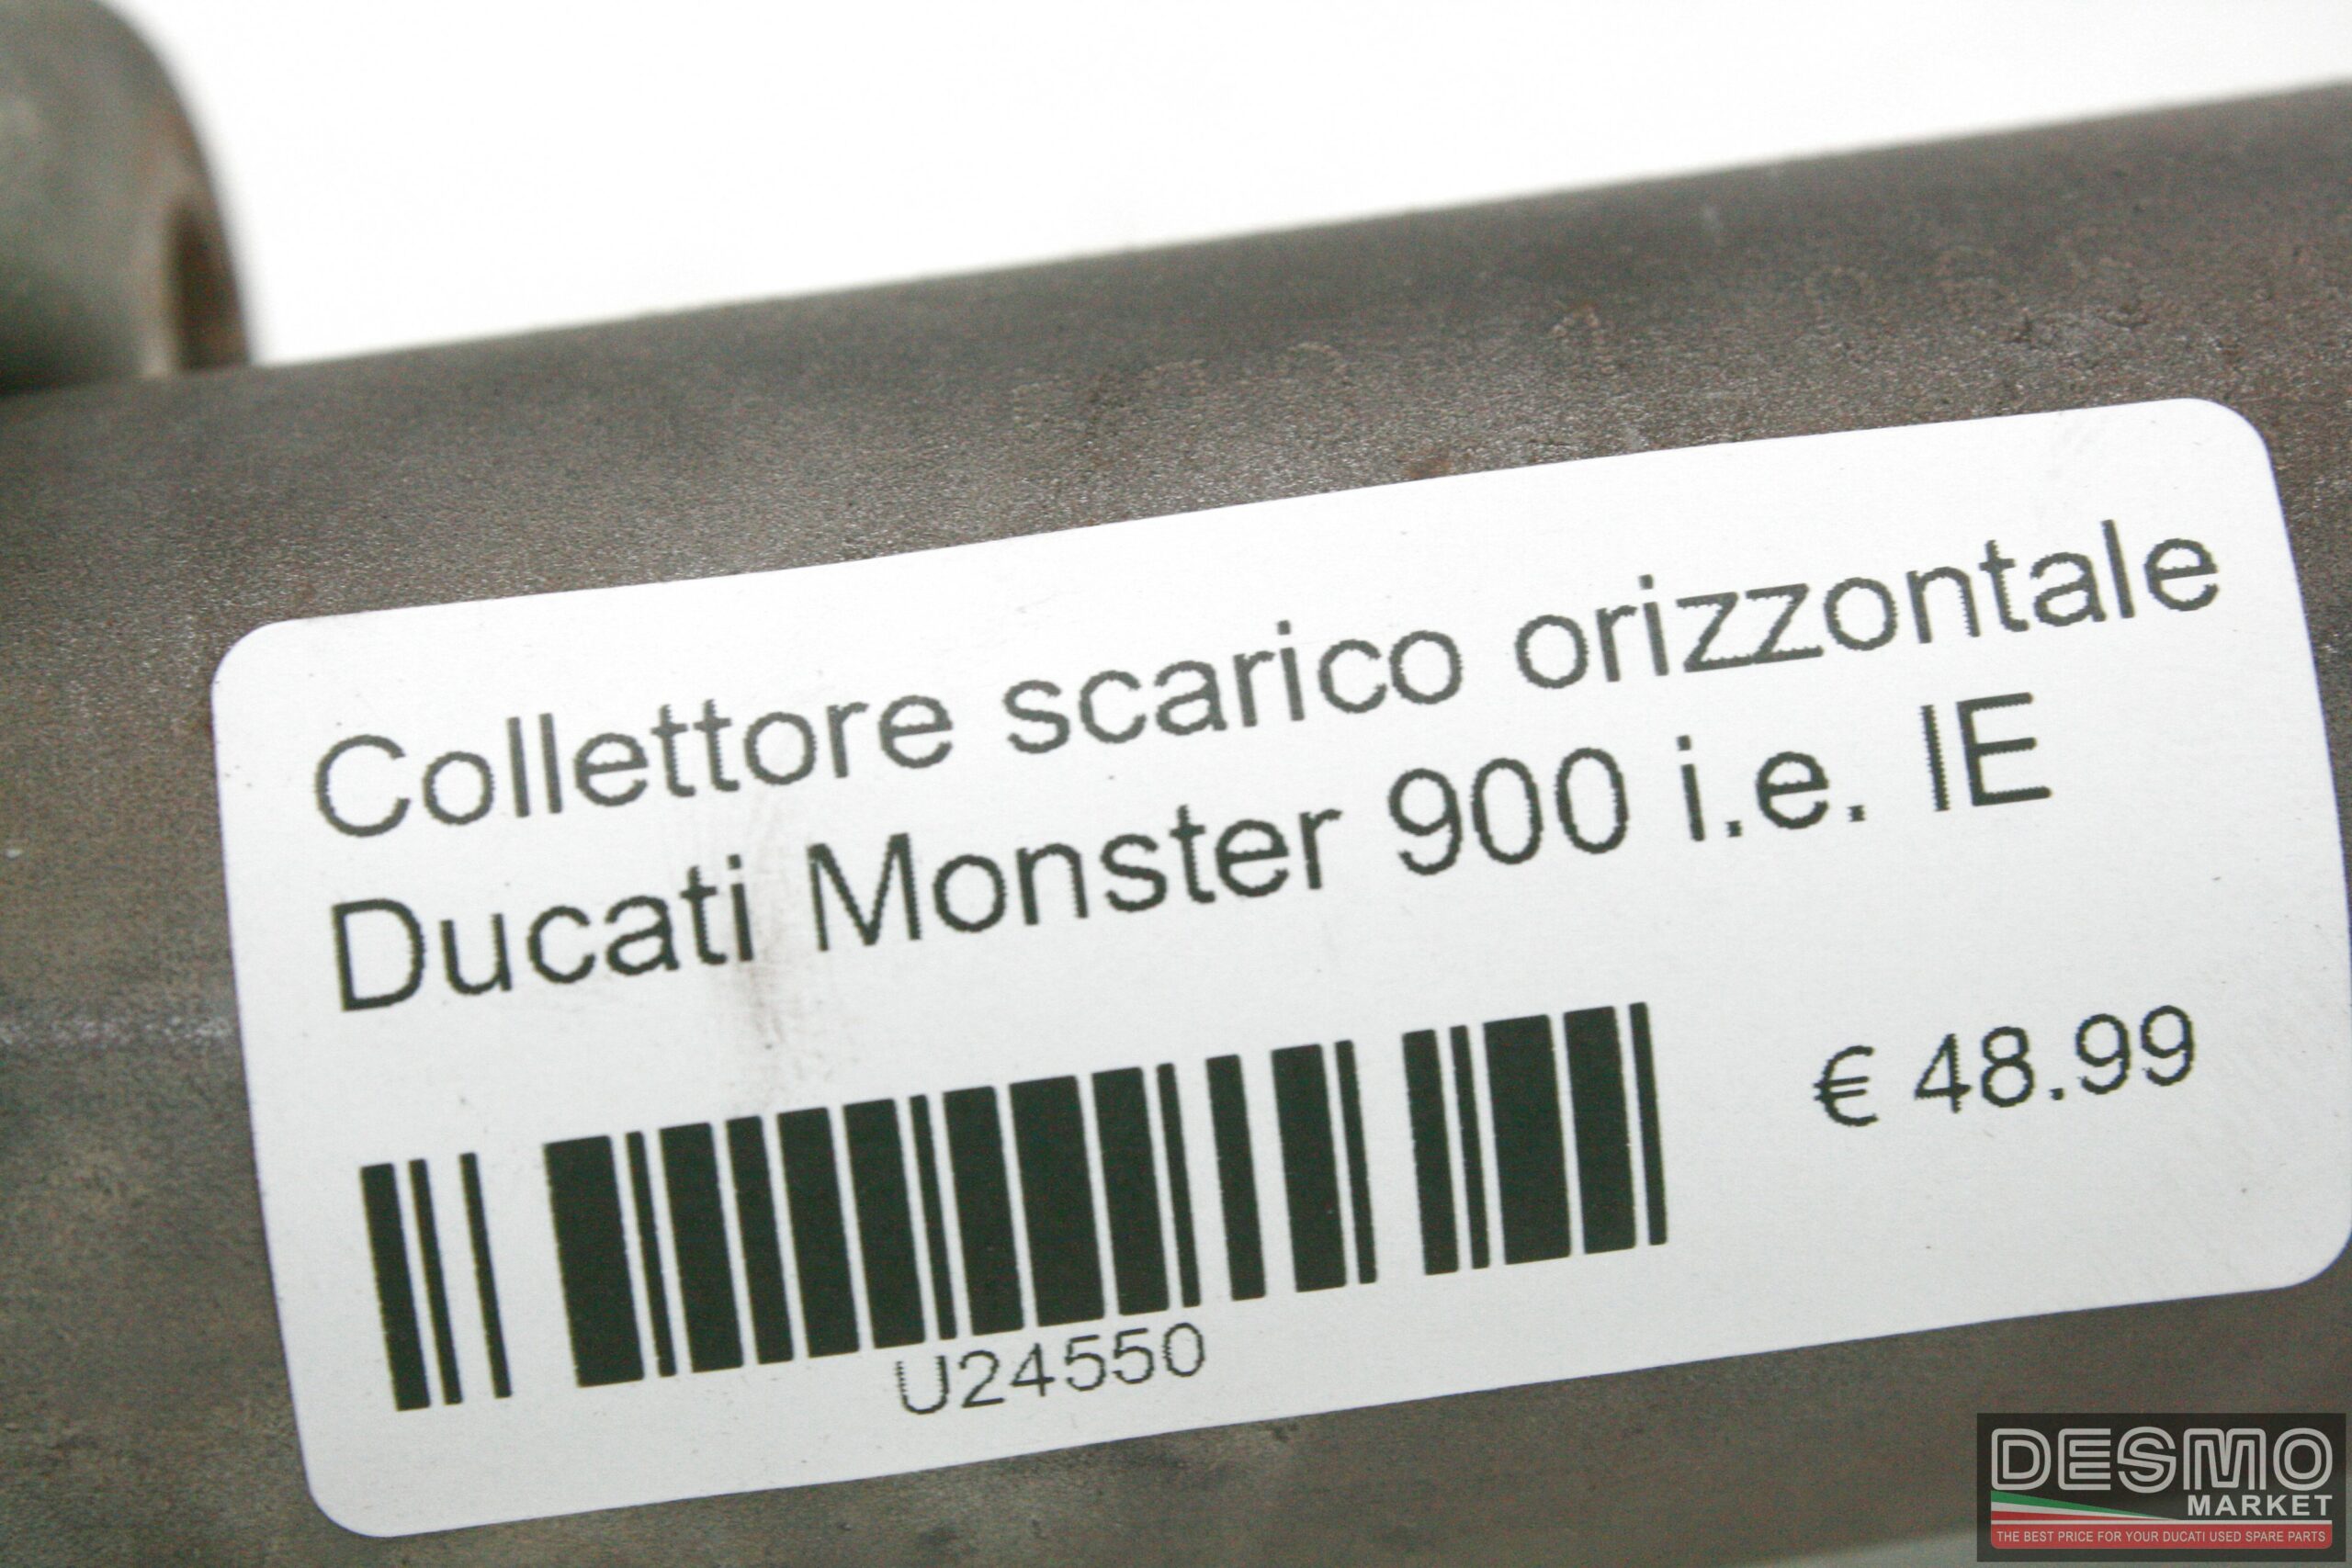 Collettore scarico orizzontale
Ducati Monster 900 i.e. IE
€ 48.99
U24550
DESMO
MARKET
THE BEST PRICE FOR YOUR DUCATI USED SPARE PARTS